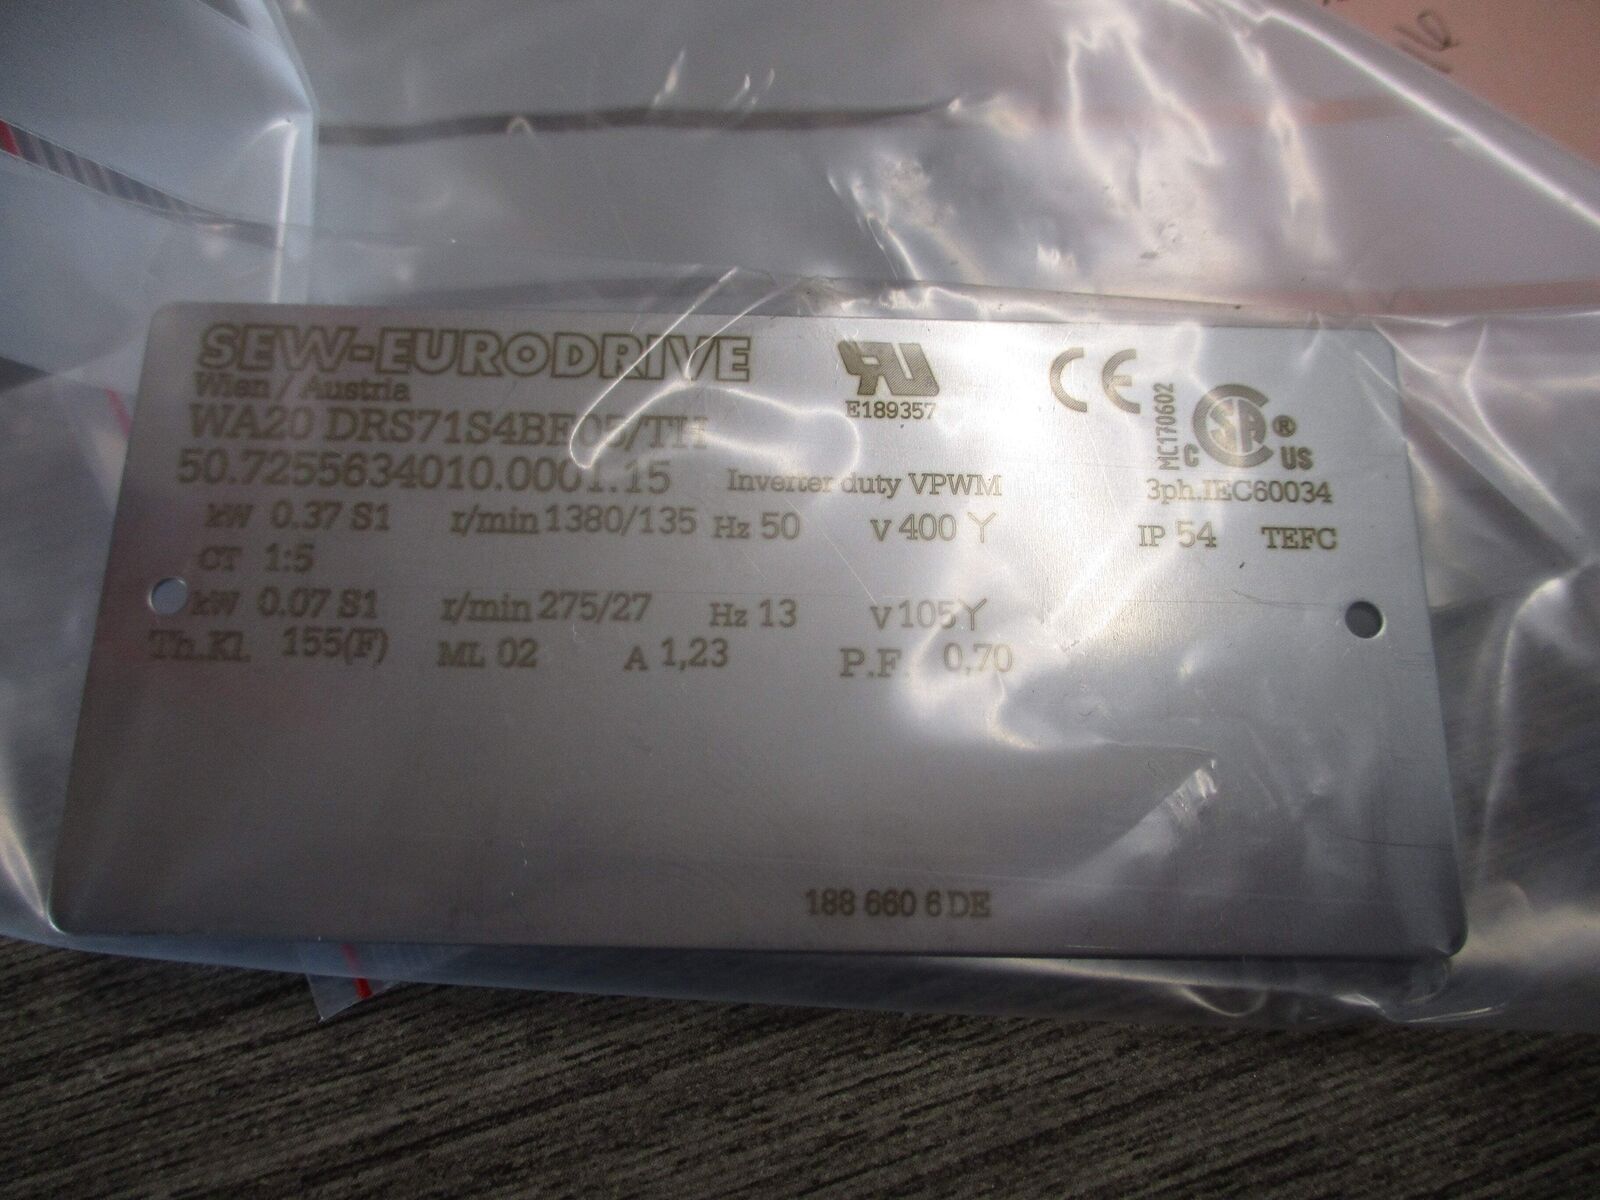 SEW-EURODRIVE
Wien / Austria
E189357
CE
MC170602
C SA ® US
WA20 DRS71S4BE05/TH
50.7255634010.0001.15 Inverter duty VPWM 3ph.IEC60034
kW 0.37 S1 r/min 1380/135 Hz 50 V 400 Y IP 54 TEFC
CT 1:5
kW 0.07 S1 r/min 275/27 Hz 13 V 105 Y
Th.Kl. 155(F) ML 02 A 1,23 P.F. 0,70
188 660 6 DE